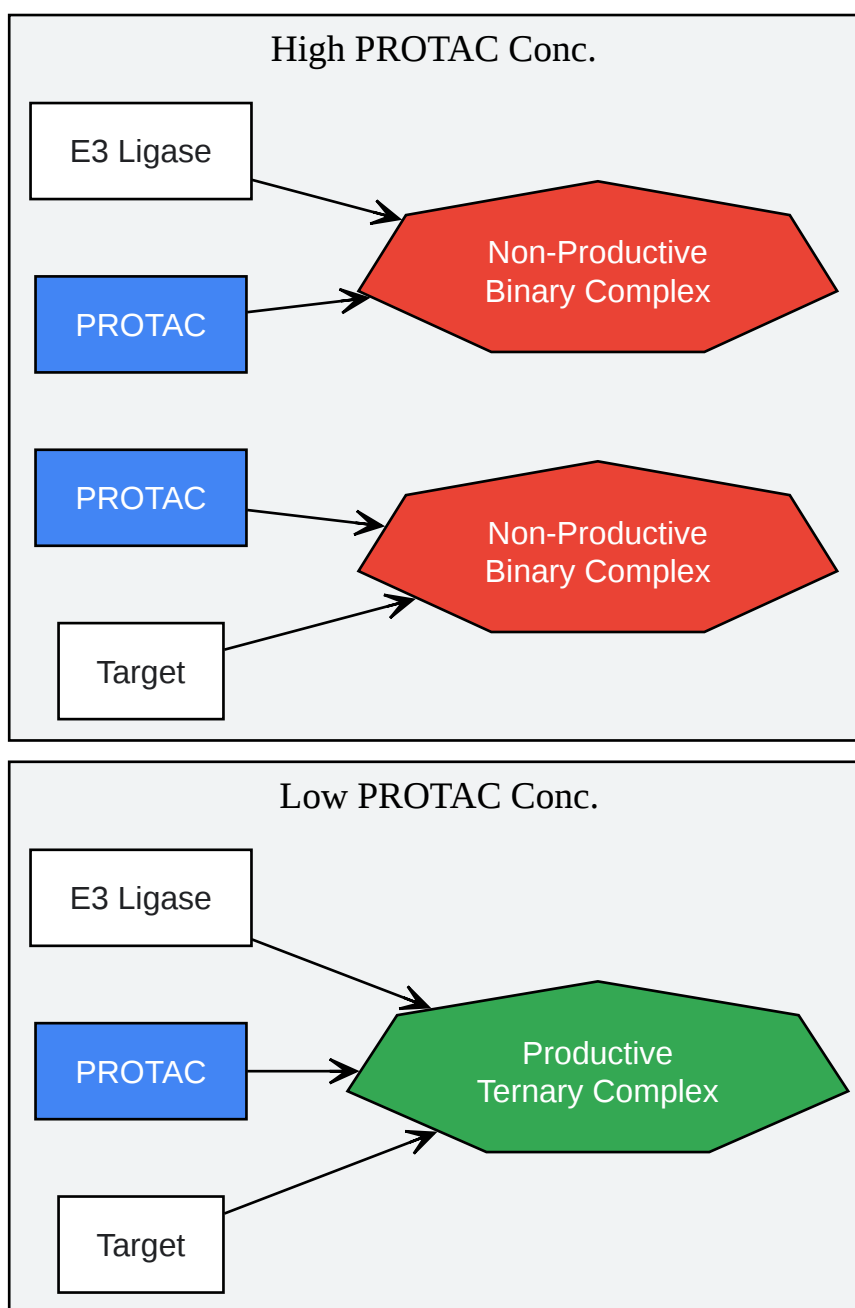 High PROTAC Conc.
E3 Ligase
Non-Productive
Binary Complex
PROTAC
PROTAC
Non-Productive
Binary Complex
Target
Low PROTAC Conc.
E3 Ligase
PROTAC
Productive
Ternary Complex
Target